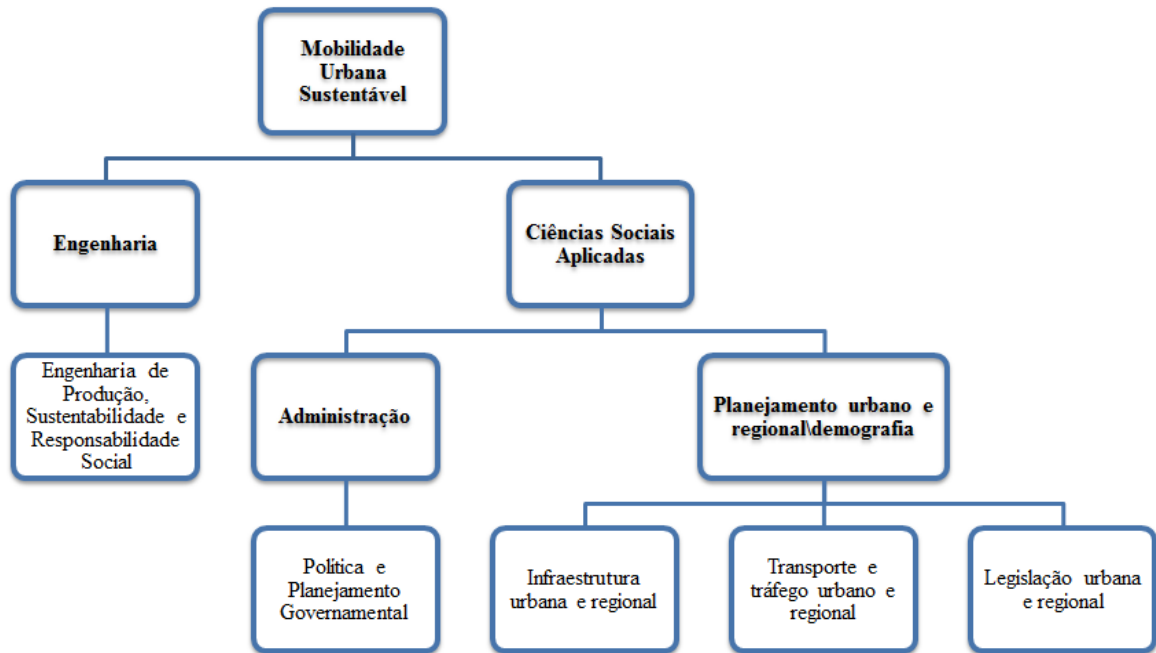 Mobilidade
Urbana
Sustentável
Engenharia
Ciências Sociais
Aplicadas
Engenharia de
Produção,
Sustentabilidade e
Responsabilidade
Social
Administração
Planejamento urbano e
regional\demografia
Política e
Planejamento
Governamental
Infraestrutura
urbana e regional
Transporte e
tráfego urbano e
regional
Legislação urbana
e regional